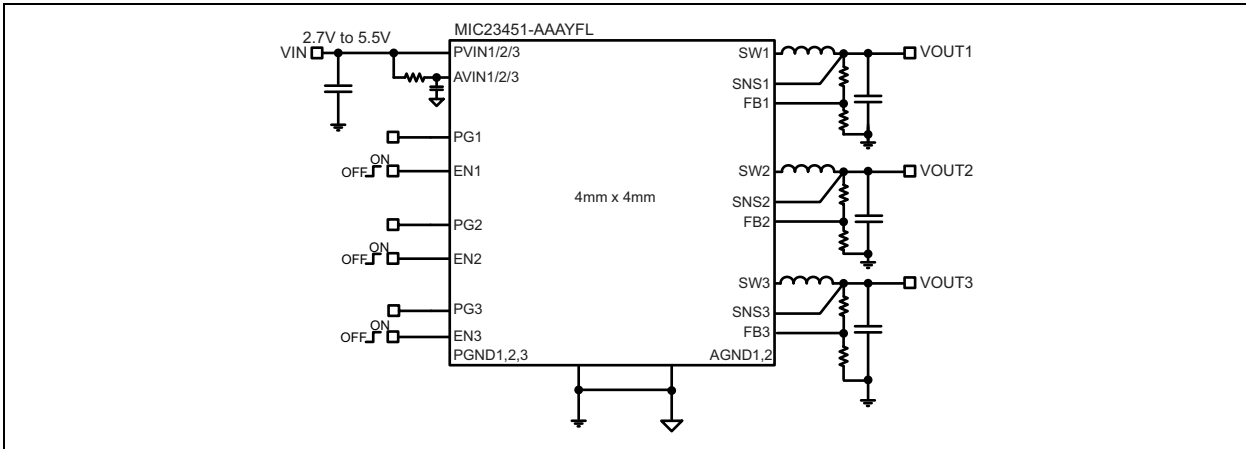 MIC23451-AAAYFL
2.7V to 5.5V
VIN
PVIN1/2/3
AVIN1/2/3
PG1
ON
OFF
EN1
PG2
ON
OFF
EN2
PG3
ON
OFF
EN3
PGND1,2,3
4mm x 4mm
SW1
SNS1
FB1
VOUT1
SW2
SNS2
FB2
VOUT2
SW3
SNS3
FB3
VOUT3
AGND1,2